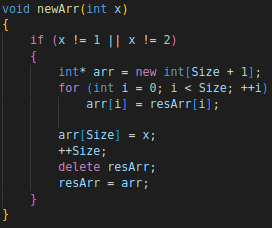 void newArr(int x)
{
    if (x != 1 || x != 2)
    {
        int* arr = new int[Size + 1];
        for (int i = 0; i < Size; ++i)
            arr[i] = resArr[i];

        arr[Size] = x;
        ++Size;
        delete resArr;
        resArr = arr;
    }
}